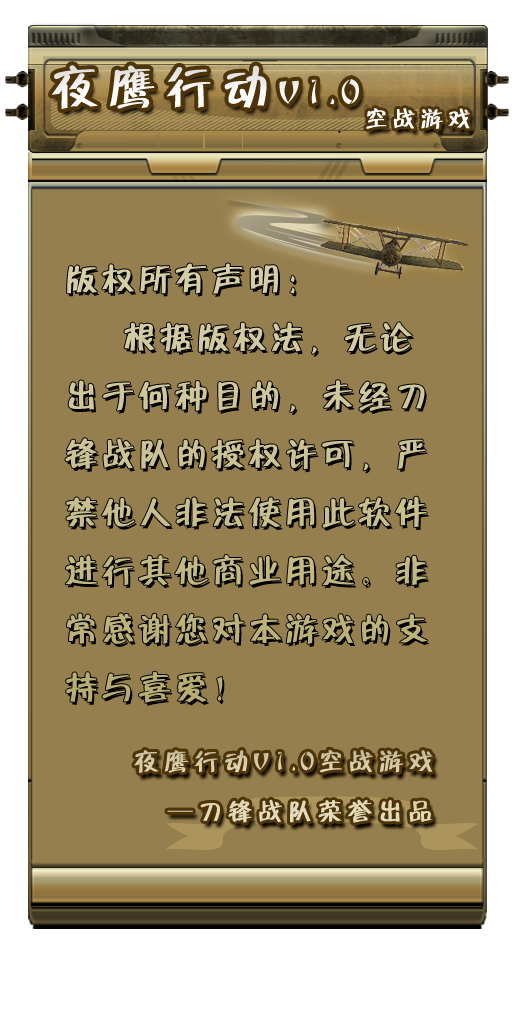 夜鹰行动V1.0
空战游戏
版权所有声明：
根据版权法，无论
出于何种目的，未经刀
锋战队的授权许可，严
禁他人非法使用此软件
进行其他商业用途。非
常感谢您对本游戏的支
持与喜爱！
夜鹰行动V1.0空战游戏
—刀锋战队荣誉出品